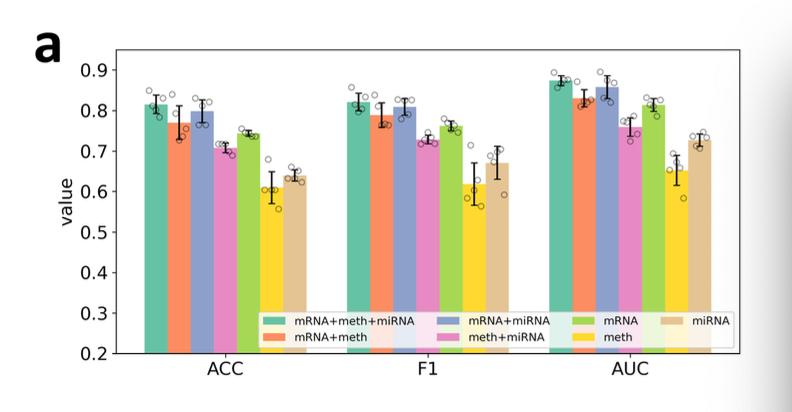 a
value
0.9
0.8
0.7
0.6
0.5
0.4
0.3
0.2
mRNA+meth+miRNA mRNA+miRNA mRNA miRNA
mRNA+meth meth+miRNA meth
ACC F1 AUC